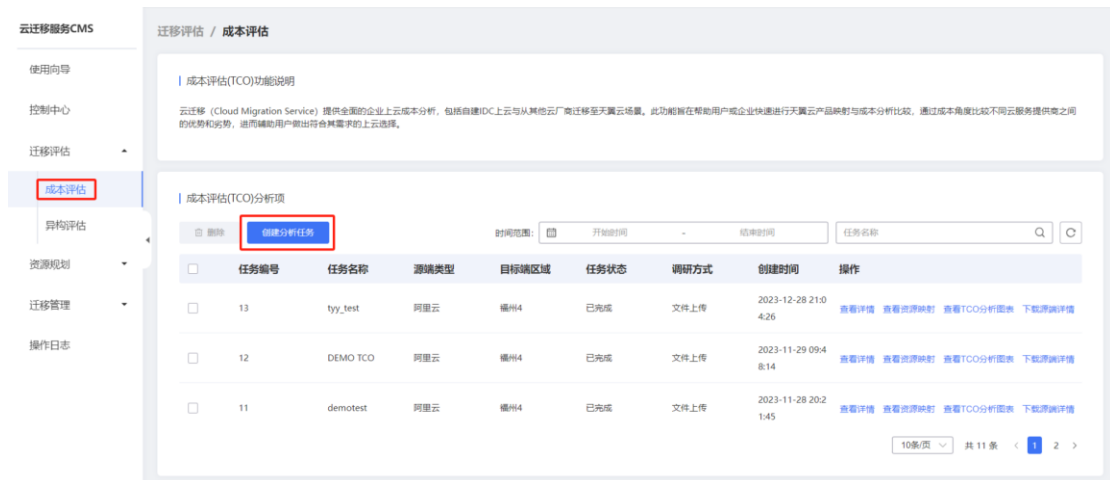 云迁移服务CMS
使用向导
控制中心
迁移评估
成本评估
异构评估
资源规划
迁移管理
操作日志
迁移评估 / 成本评估
成本评估(TCO)功能说明
云迁移（Cloud Migration Service）提供全面的企业上云成本分析，包括自建IDC上云与从其他云厂商迁移至天翼云场景。此功能旨在帮助用户或企业快速进行天翼云产品映射与成本分析比较，通过成本角度比较不同云服务提供商之间
的优势和劣势，进而辅助用户做出符合其需求的上云选择。
成本评估(TCO)分析项
删除 创建分析任务 时间范围: 开始时间 - 结束时间 任务名称
任务编号 任务名称 源端类型 目标端区域 任务状态 调研方式 创建时间 操作
13 tyy_test 阿里云 福州4 已完成 文件上传 2023-12-28 21:0
4:26 查看详情 查看资源映射 查看TCO分析图表 下载源端详情
12 DEMO TCO 阿里云 福州4 已完成 文件上传 2023-11-29 09:4
8:14 查看详情 查看资源映射 查看TCO分析图表 下载源端详情
11 demotest 阿里云 福州4 已完成 文件上传 2023-11-28 20:2
1:45 查看详情 查看资源映射 查看TCO分析图表 下载源端详情
10条/页 共 11 条 < 1 2 >